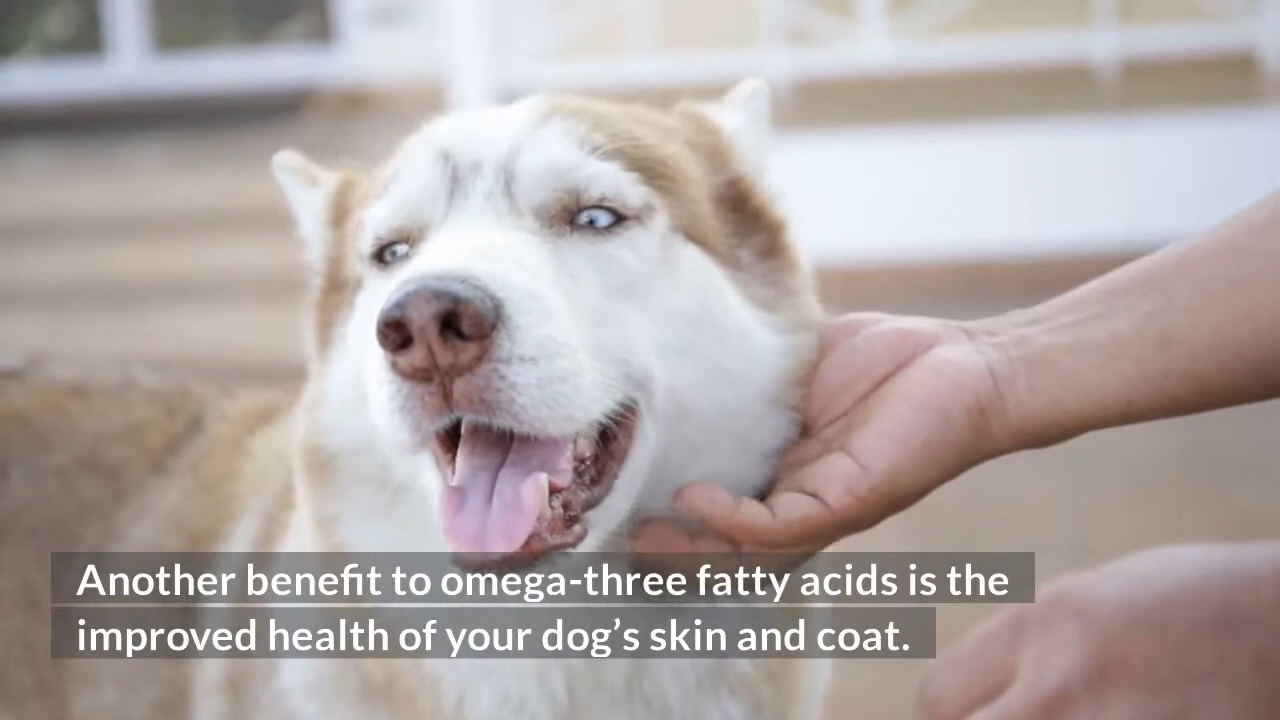 Another benefit to omega-three fatty acids is the
improved health of your dog’s skin and coat.